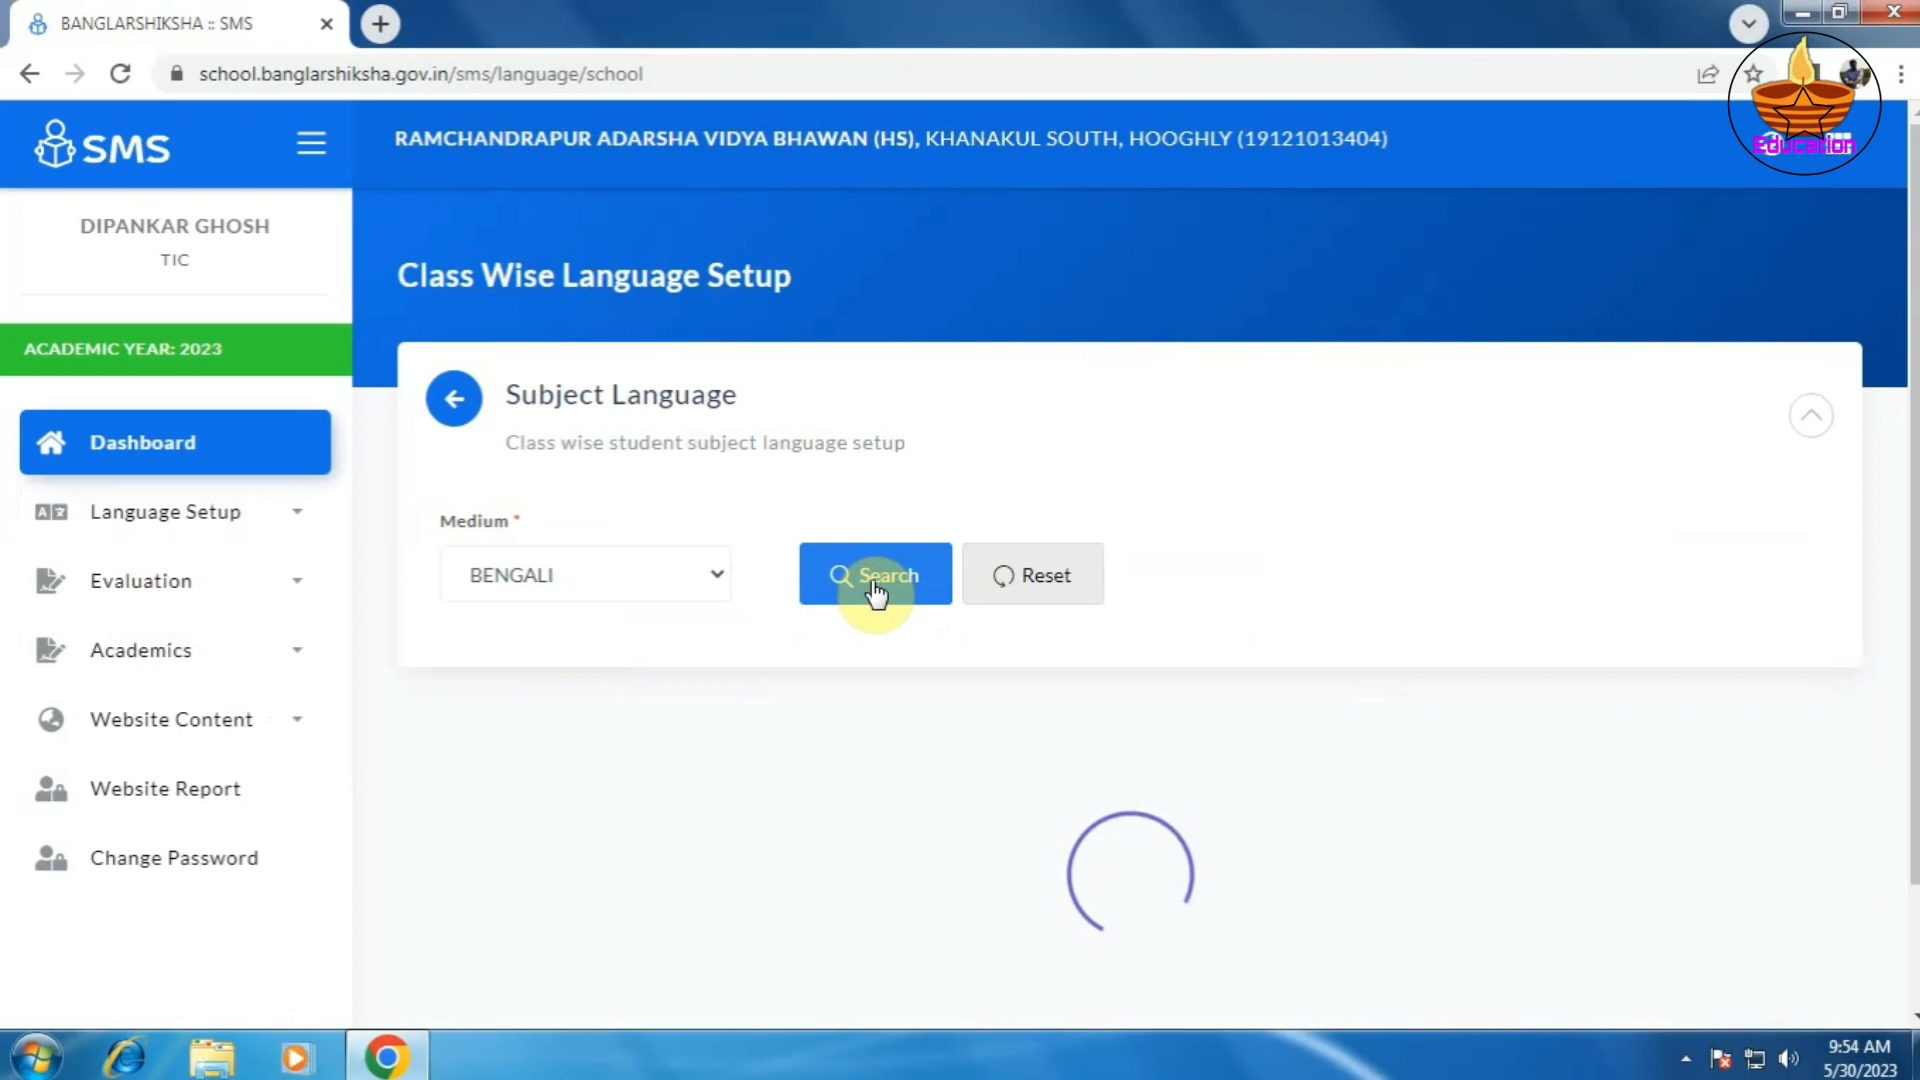 BANGLARSHIKSHA :: SMS
school.banglarshiksha.gov.in/sms/language/school
SMS
RAMCHANDRAPUR ADARSHA VIDYA BHAWAN (HS), KHANAKUL SOUTH, HOOGHLY (19121013404)
Education
DIPANKAR GHOSH
TIC
ACADEMIC YEAR: 2023
Dashboard
Language Setup
Evaluation
Academics
Website Content
Website Report
Change Password
Class Wise Language Setup
Subject Language
Class wise student subject language setup
Medium *
BENGALI
Search
Reset
9:54 AM
5/30/2023